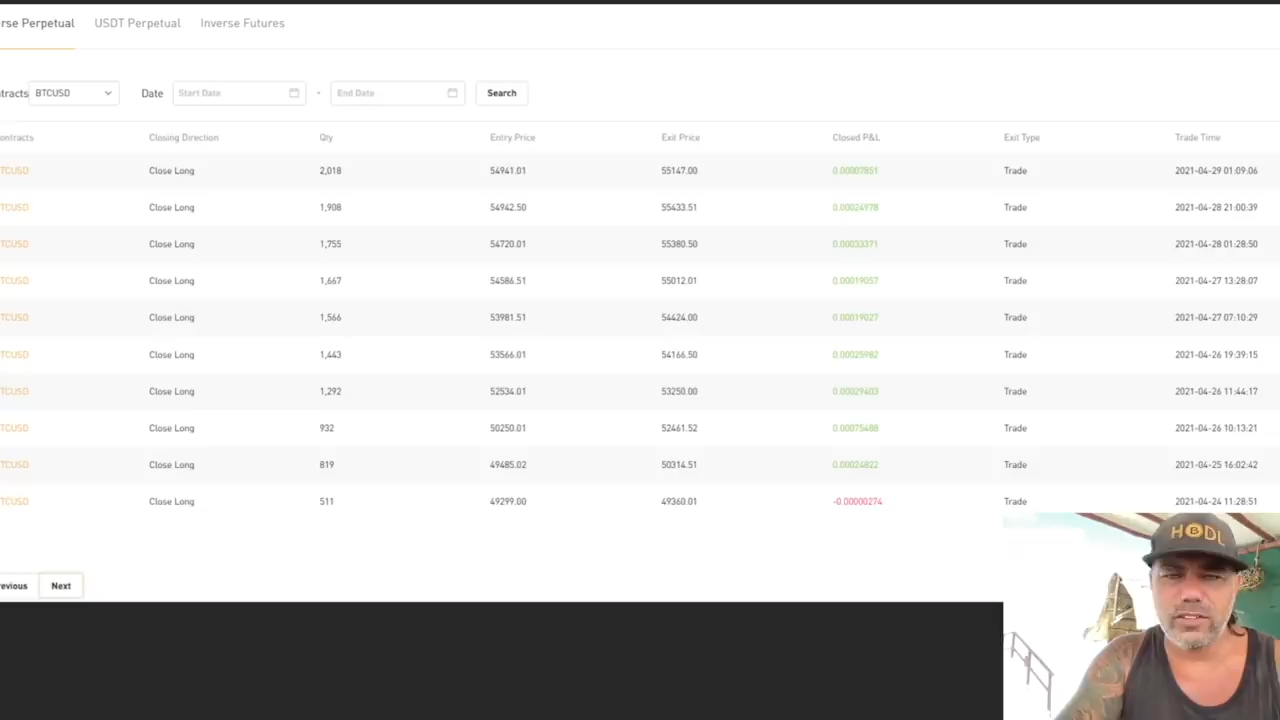 rse Perpetual USDT Perpetual Inverse Futures
ntracts BTCUSD Date Start Date - End Date Search
ontracts Closing Direction Qty Entry Price Exit Price Closed P&L Exit Type Trade Time
TCUSD Close Long 2,018 54941.01 55147.00 0.00007851 Trade 2021-04-29 01:09:06
TCUSD Close Long 1,908 54942.50 55433.51 0.00024978 Trade 2021-04-28 21:00:39
TCUSD Close Long 1,755 54720.01 55380.50 0.00033371 Trade 2021-04-28 01:28:50
TCUSD Close Long 1,667 54586.51 55012.01 0.00019057 Trade 2021-04-27 13:28:07
TCUSD Close Long 1,566 53981.51 54424.00 0.00019027 Trade 2021-04-27 07:10:29
TCUSD Close Long 1,443 53566.01 54166.50 0.00025982 Trade 2021-04-26 19:39:15
TCUSD Close Long 1,292 52534.01 53250.00 0.00029403 Trade 2021-04-26 11:44:17
TCUSD Close Long 932 50250.01 52461.52 0.00075488 Trade 2021-04-26 10:13:21
TCUSD Close Long 819 49485.02 50314.51 0.00024822 Trade 2021-04-25 16:02:42
TCUSD Close Long 511 49299.00 49360.01 -0.00000274 Trade 2021-04-24 11:28:51
revious Next
HODL